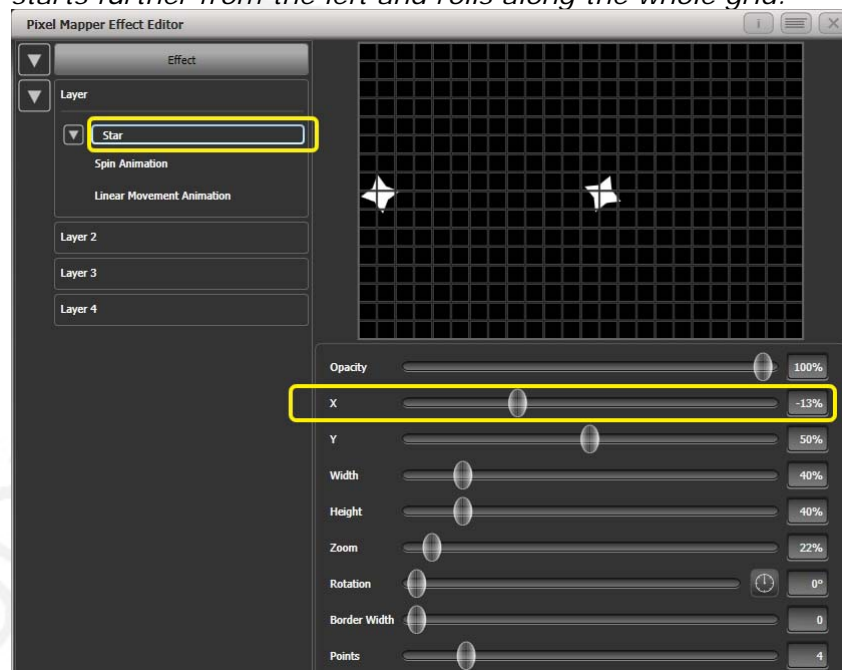 starts further from the left and rolls along the whole grid.
Pixel Mapper Effect Editor
Effect
Layer
Star
Spin Animation
Linear Movement Animation
Layer 2
Layer 3
Layer 4
Opacity 100%
X -13%
Y 50%
Width 40%
Height 40%
Zoom 22%
Rotation 0°
Border Width 0
Points 4